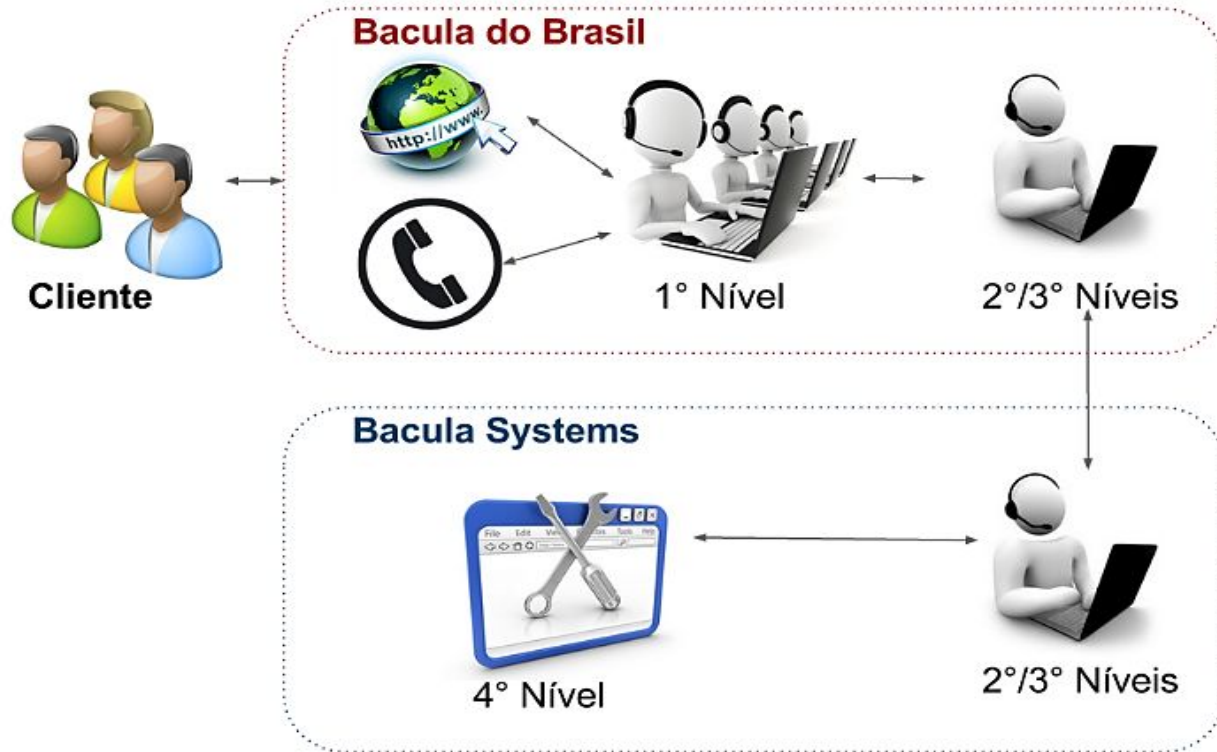 Bacula do Brasil
http://www.
Cliente
1° Nível
2°/3° Níveis
Bacula Systems
File Edit Tools Help
4° Nível
2°/3° Níveis